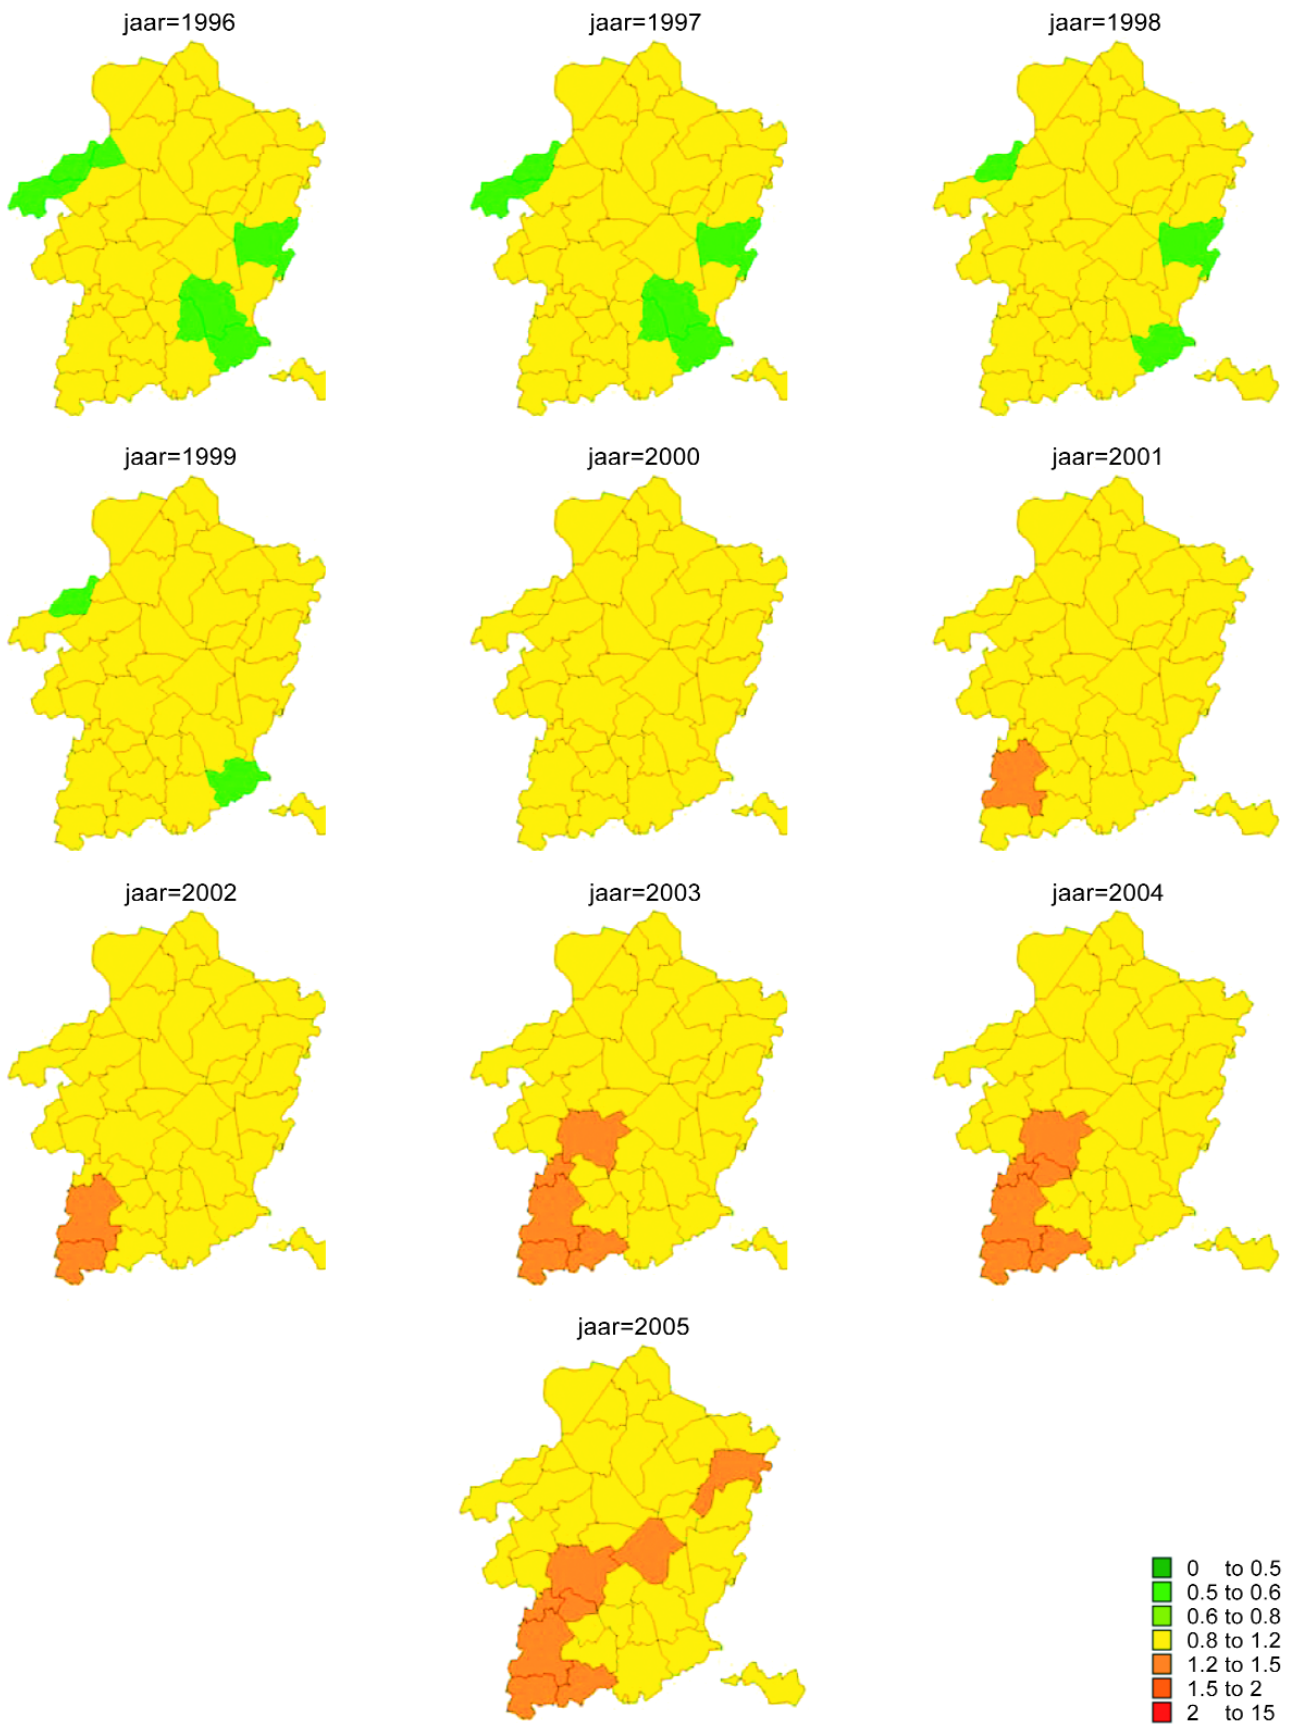 jaar=1996
jaar=1997
jaar=1998
jaar=1999
jaar=2000
jaar=2001
jaar=2002
jaar=2003
jaar=2004
jaar=2005
0 to 0.5
0.5 to 0.6
0.6 to 0.8
0.8 to 1.2
1.2 to 1.5
1.5 to 2
2 to 15